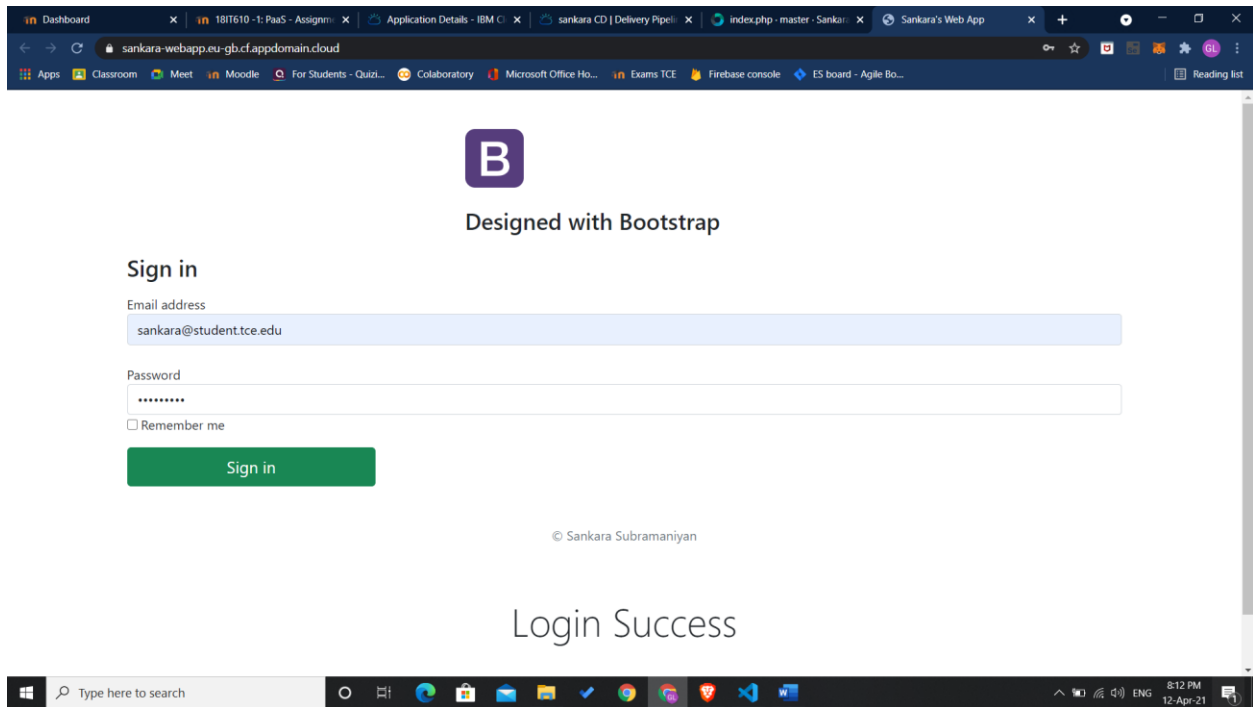 Dashboard
18IT610 -1: PaaS - Assignm
Application Details - IBM Cl
sankara CD | Delivery Pipeli
index.php · master · Sankar
Sankara's Web App
sankara-webapp.eu-gb.cf.appdomain.cloud
GL
Apps Classroom Meet Moodle For Students - Quizi... Colaboratory Microsoft Office Ho... Exams TCE Firebase console ES board - Agile Bo... Reading list
B
Designed with Bootstrap
Sign in
Email address
sankara@student.tce.edu
Password
•••••••••
Remember me
Sign in
© Sankara Subramaniyan
Login Success
Type here to search
ENG
8:12 PM
12-Apr-21
1